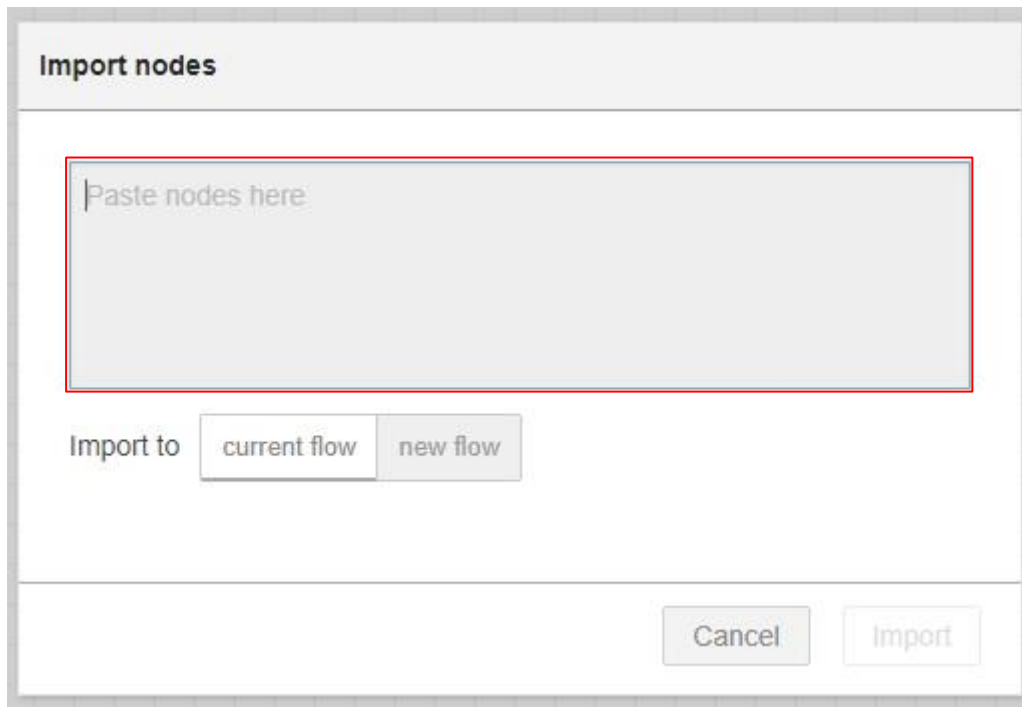 Import nodes
Paste nodes here
Import to current flow new flow
Cancel Import